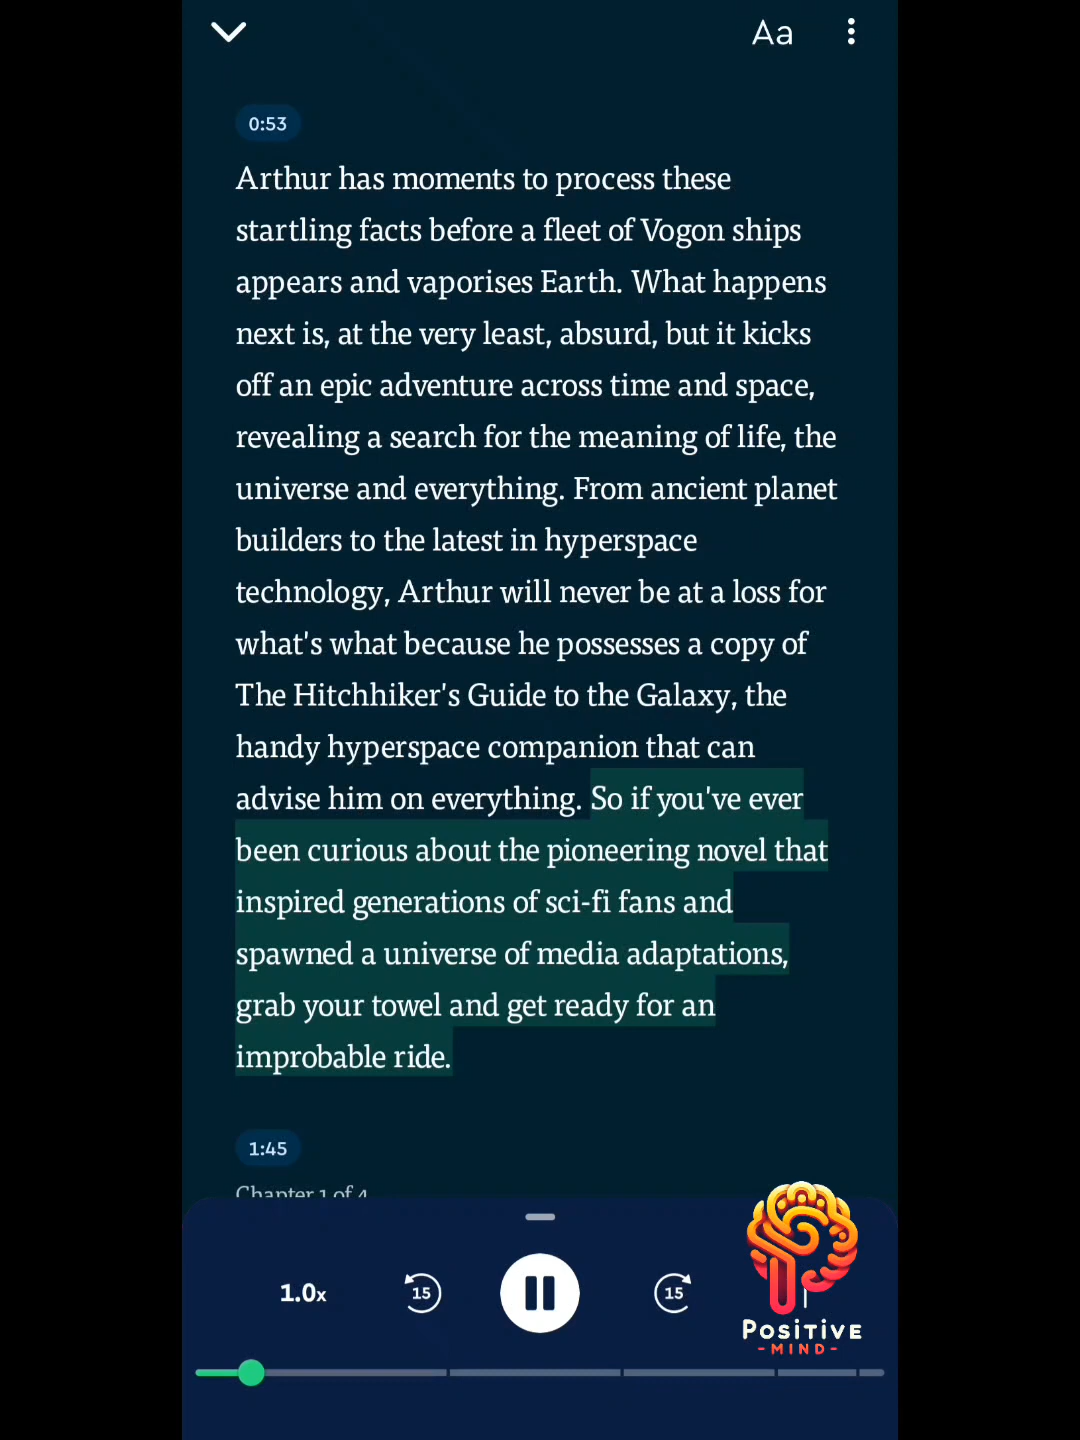 Aa
0:53
Arthur has moments to process these
startling facts before a fleet of Vogon ships
appears and vaporises Earth. What happens
next is, at the very least, absurd, but it kicks
off an epic adventure across time and space,
revealing a search for the meaning of life, the
universe and everything. From ancient planet
builders to the latest in hyperspace
technology, Arthur will never be at a loss for
what's what because he possesses a copy of
The Hitchhiker's Guide to the Galaxy, the
handy hyperspace companion that can
advise him on everything. So if you've ever
been curious about the pioneering novel that
inspired generations of sci-fi fans and
spawned a universe of media adaptations,
grab your towel and get ready for an
improbable ride.
1:45
Chapter 1 of 4
1.0x
15
15
POSITIVE
-MIND-